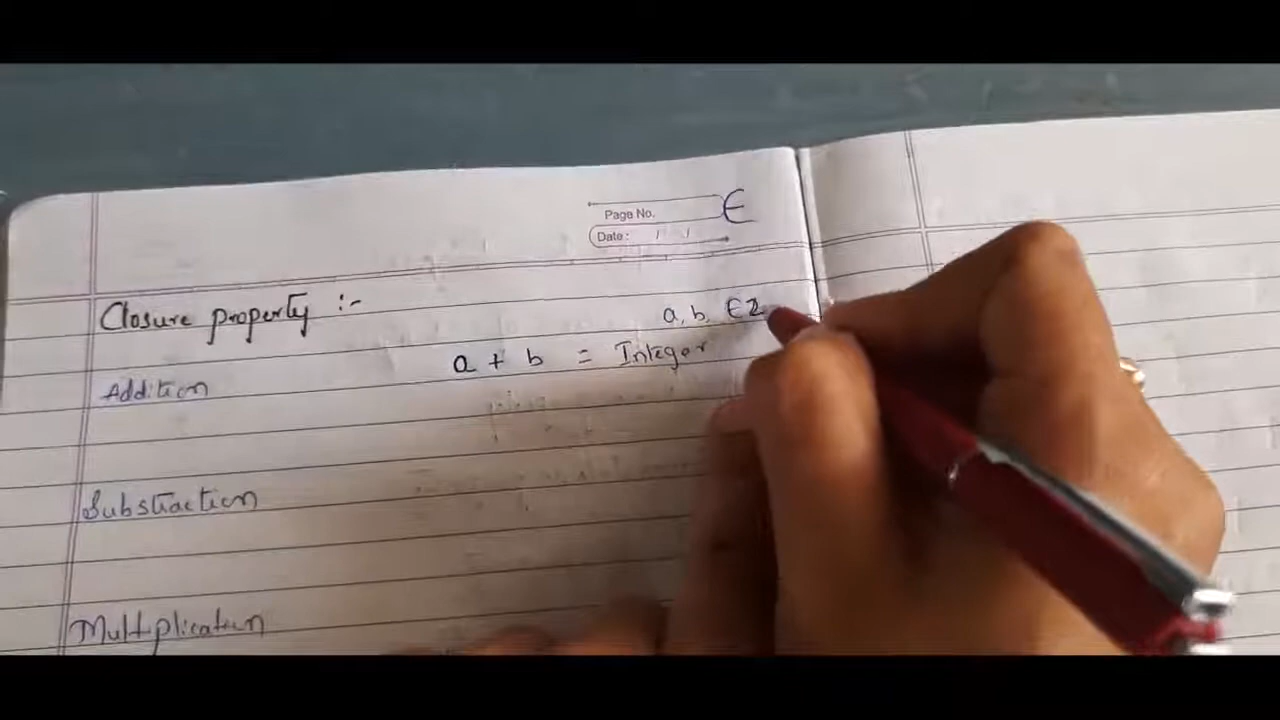 Page No.
∈
Date: / /
Closure property :-
a, b ∈ Z
a + b = Integer
Addition
Substraction
Multiplication